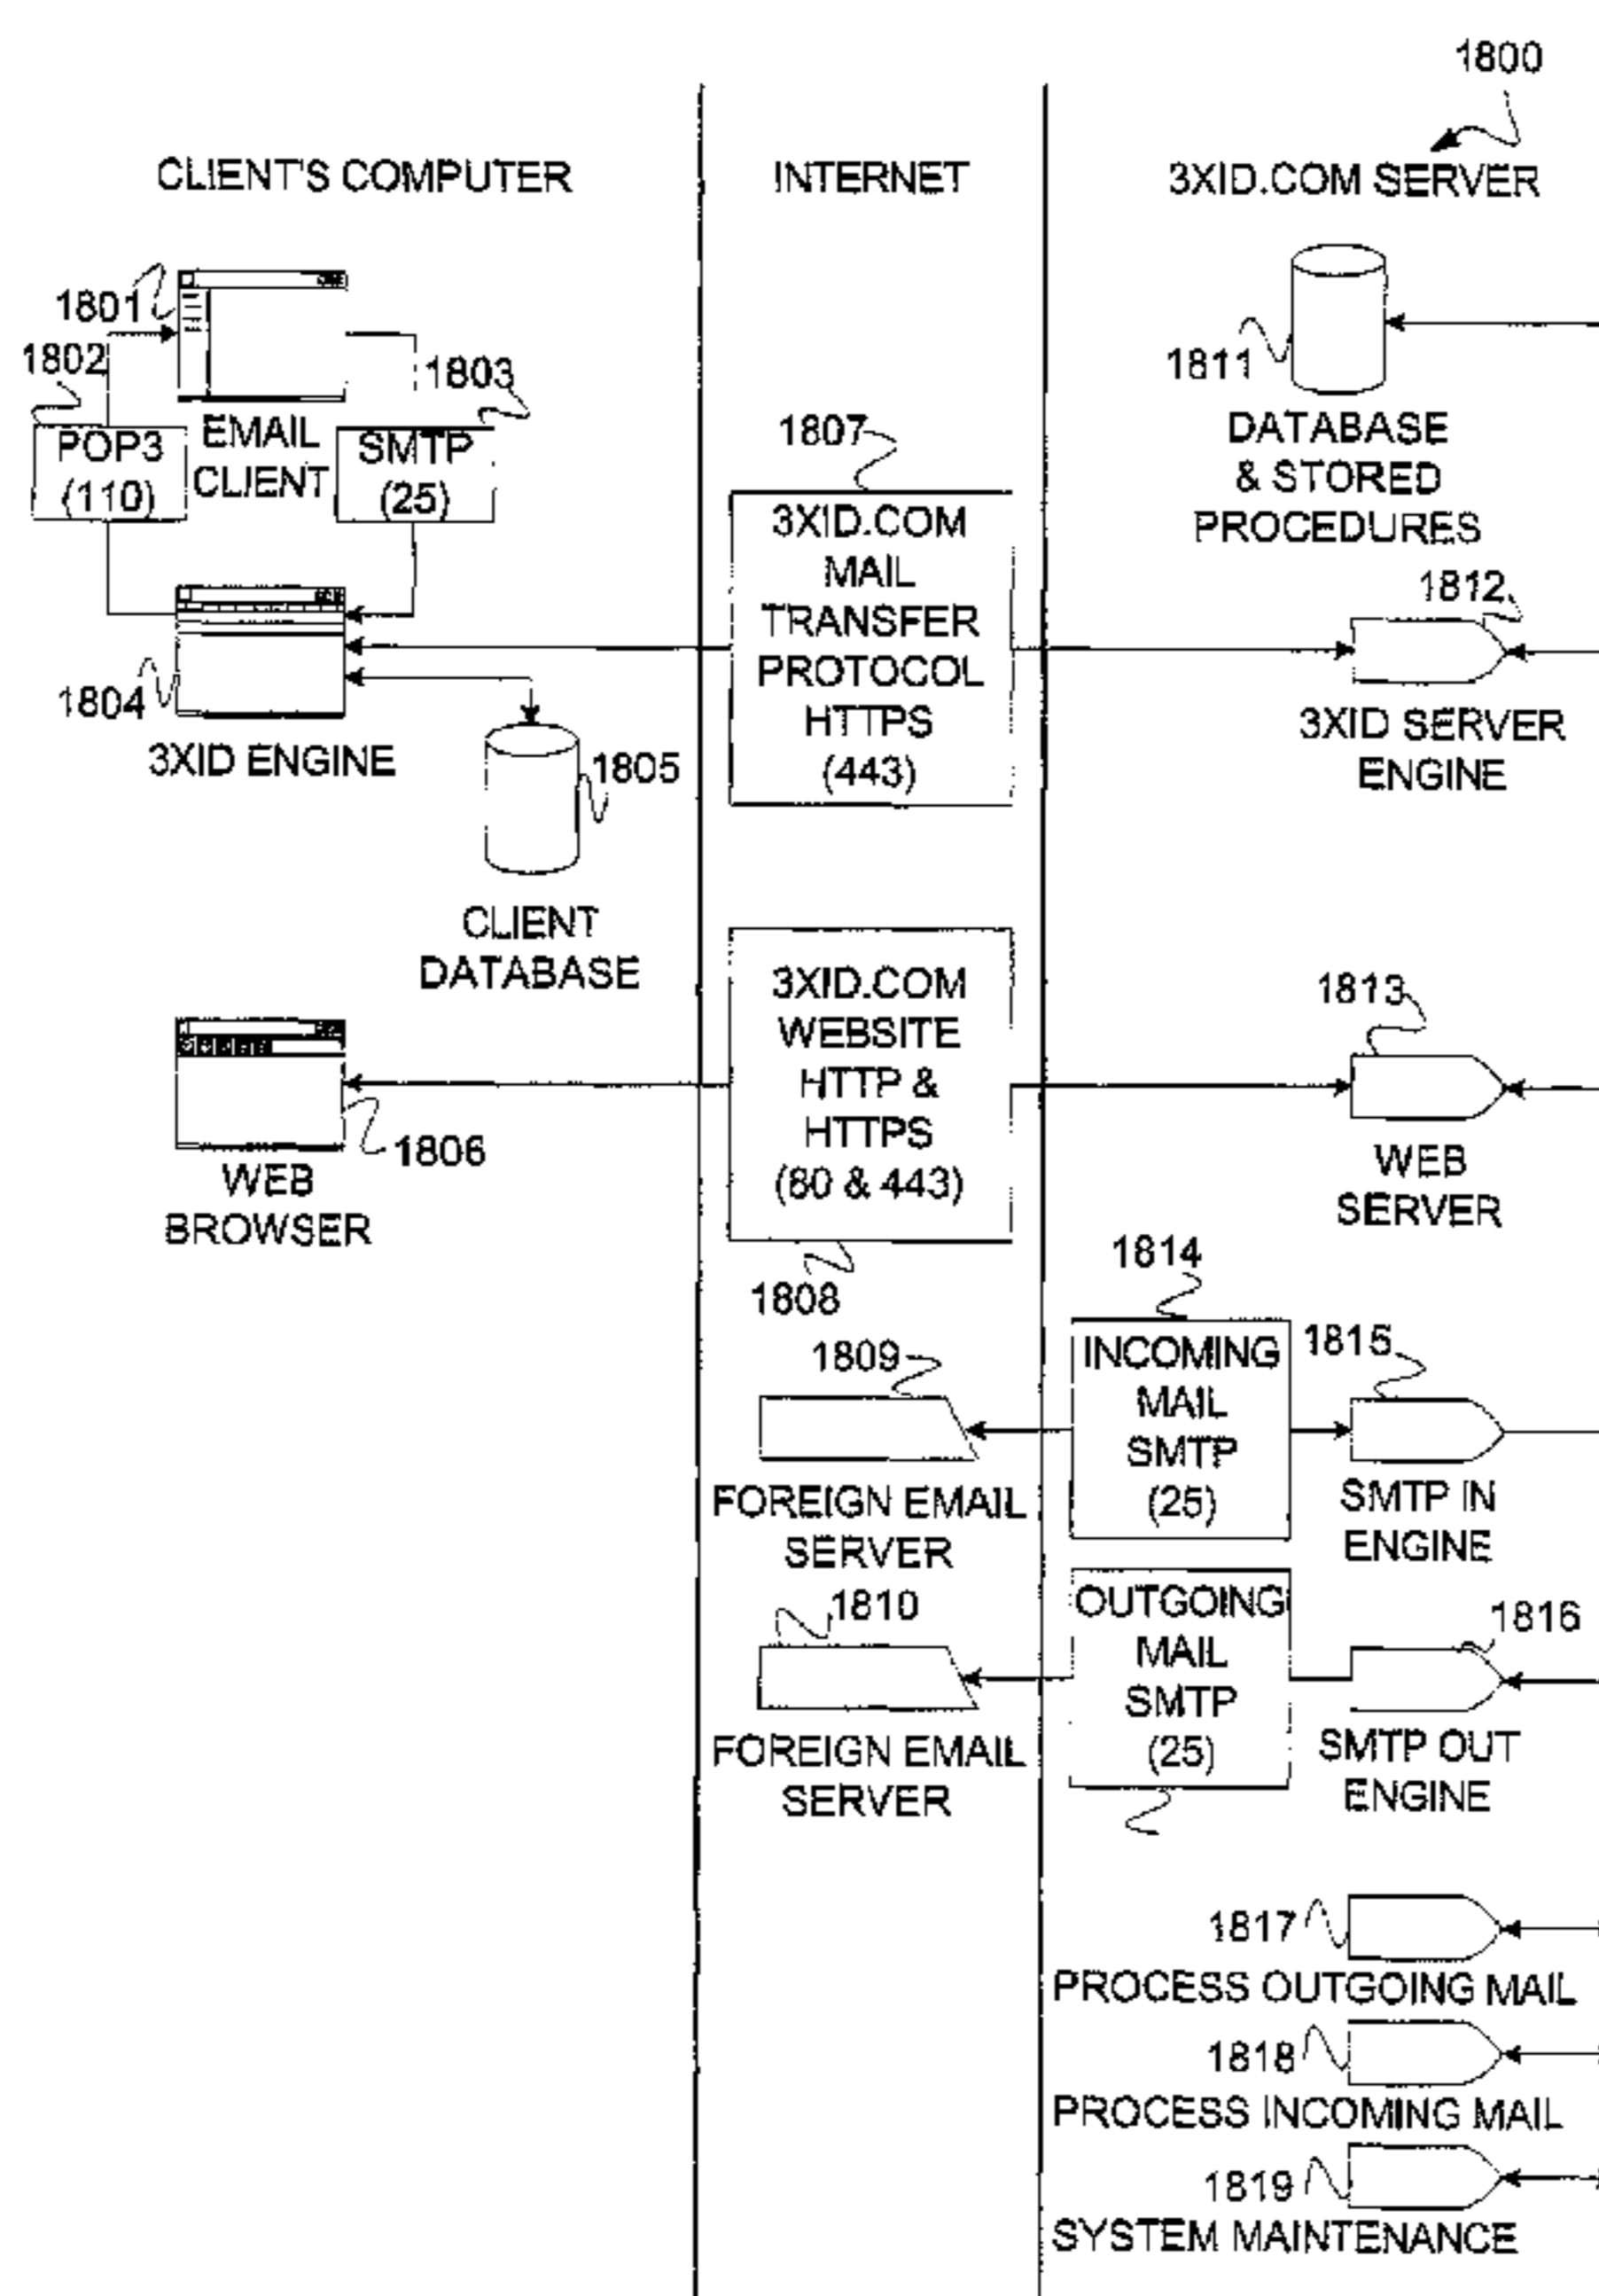 1800
CLIENT'S COMPUTER
INTERNET
3XID.COM SERVER
1801
1802
1803
POP3
(110)
EMAIL
CLIENT
SMTP
(25)
1804
3XID ENGINE
1805
CLIENT
DATABASE
1806
WEB
BROWSER
1807
3XID.COM
MAIL
TRANSFER
PROTOCOL
HTTPS
(443)
3XID.COM
WEBSITE
HTTP &
HTTPS
(80 & 443)
1808
1809
FOREIGN EMAIL
SERVER
1810
FOREIGN EMAIL
SERVER
1811
DATABASE
& STORED
PROCEDURES
1812
3XID SERVER
ENGINE
1813
WEB
SERVER
1814
INCOMING
MAIL
SMTP
(25)
1815
SMTP IN
ENGINE
OUTGOING
MAIL
SMTP
(25)
1816
SMTP OUT
ENGINE
1817
PROCESS OUTGOING MAIL
1818
PROCESS INCOMING MAIL
1819
SYSTEM MAINTENANCE